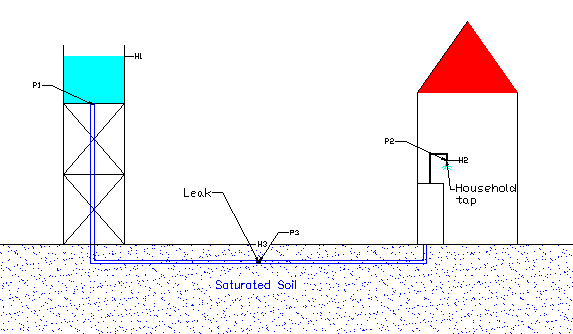 H1
P1
P2
H2
Leak
Household
tap
H3
P3
Saturated Soil